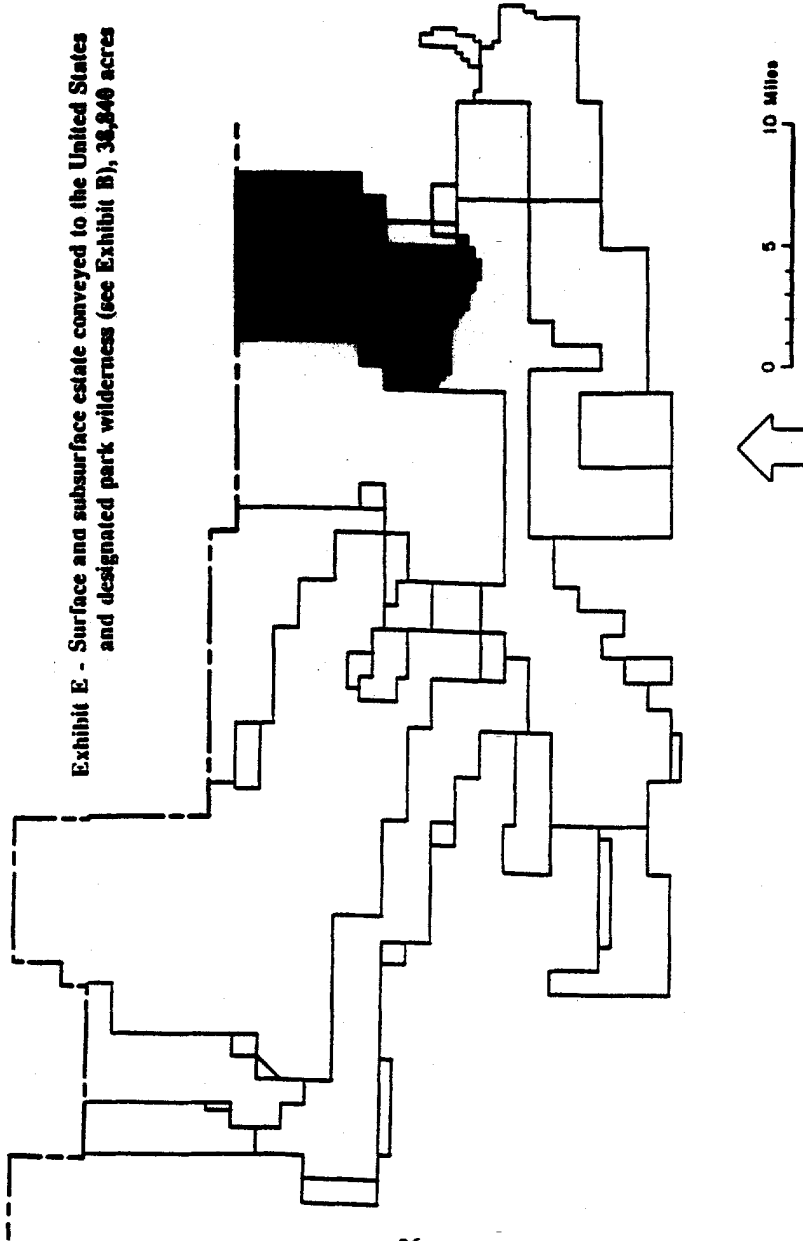 Exhibit E - Surface and subsurface estate conveyed to the United States
and designated park wilderness (see Exhibit B), 38,840 acres
0 5 10 Miles